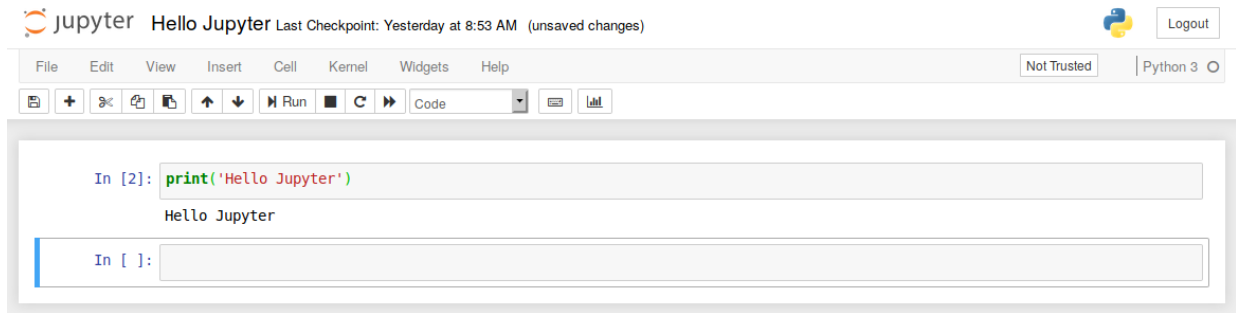 jupyter Hello Jupyter Last Checkpoint: Yesterday at 8:53 AM (unsaved changes) Logout
File Edit View Insert Cell Kernel Widgets Help Not Trusted Python 3
Run Code
In [2]: print('Hello Jupyter')
Hello Jupyter
In [ ]: